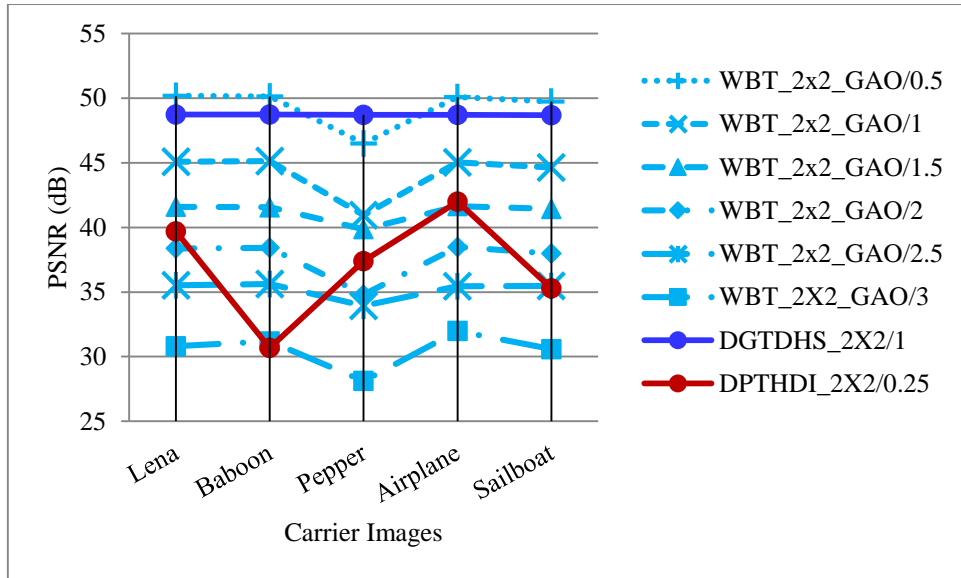 55
50
45
40
35
30
25
PSNR (dB)
Lena
Baboon
Pepper
Airplane
Sailboat
Carrier Images
WBT_2x2_GAO/0.5
WBT_2x2_GAO/1
WBT_2x2_GAO/1.5
WBT_2x2_GAO/2
WBT_2x2_GAO/2.5
WBT_2X2_GAO/3
DGTDHS_2X2/1
DPTHDI_2X2/0.25